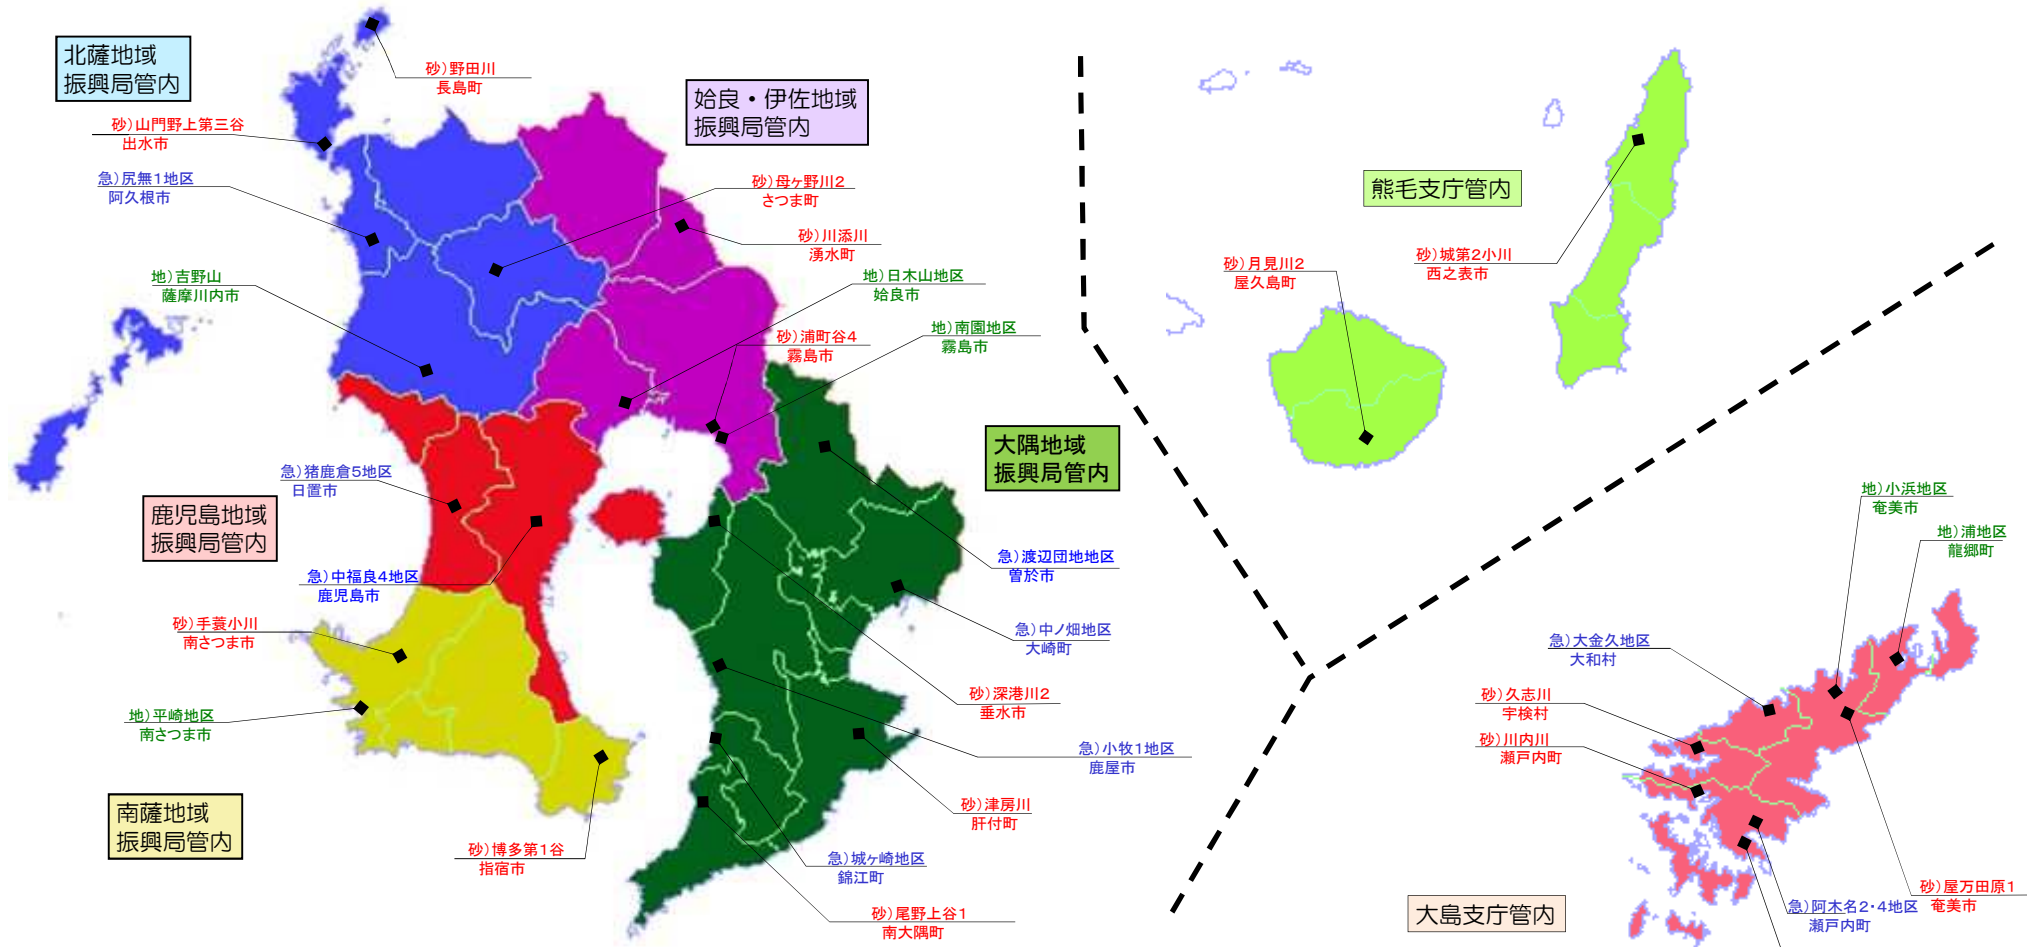 北薩地域
振興局管内
砂)野田川
長島町
砂)山門野上第三谷
出水市
急)尻無1地区
阿久根市
地)吉野山
薩摩川内市
姶良・伊佐地域
振興局管内
砂)母ヶ野川2
さつま町
砂)川添川
湧水町
地)日木山地区
姶良市
砂)浦町谷4
霧島市
地)南園地区
霧島市
急)猪鹿倉5地区
日置市
鹿児島地域
振興局管内
急)中福良4地区
鹿児島市
砂)手蓑小川
南さつま市
地)平崎地区
南さつま市
南薩地域
振興局管内
砂)博多第1谷
指宿市
大隅地域
振興局管内
急)渡辺団地地区
曽於市
急)中ノ畑地区
大崎町
砂)深港川2
垂水市
急)小牧1地区
鹿屋市
砂)津房川
肝付町
急)城ヶ崎地区
錦江町
砂)尾野上谷1
南大隅町
熊毛支庁管内
砂)城第2小川
西之表市
砂)月見川2
屋久島町
地)小浜地区
奄美市
地)浦地区
龍郷町
急)大金久地区
大和村
砂)久志川
宇検村
砂)川内川
瀬戸内町
砂)屋万田原1
奄美市
急)阿木名2・4地区
瀬戸内町
大島支庁管内